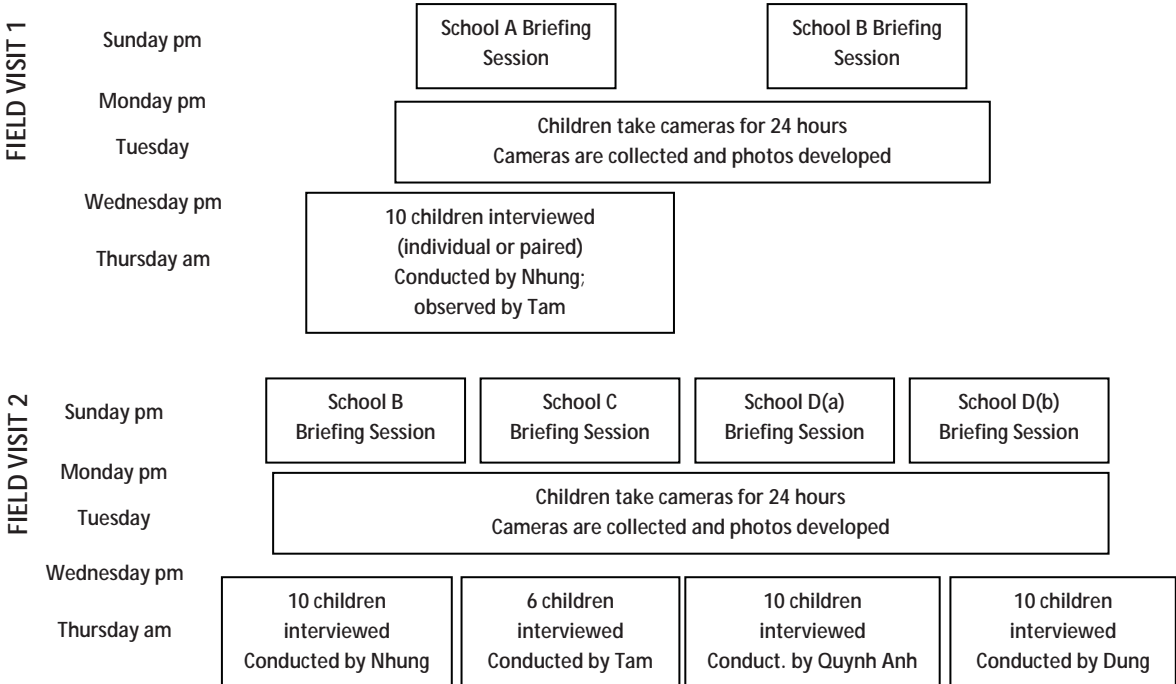 FIELD VISIT 1
Sunday pm
School A Briefing
Session
School B Briefing
Session
Monday pm
Tuesday
Children take cameras for 24 hours
Cameras are collected and photos developed
Wednesday pm
Thursday am
10 children interviewed
(individual or paired)
Conducted by Nhung;
observed by Tam
FIELD VISIT 2
Sunday pm
School B
Briefing Session
School C
Briefing Session
School D(a)
Briefing Session
School D(b)
Briefing Session
Monday pm
Tuesday
Children take cameras for 24 hours
Cameras are collected and photos developed
Wednesday pm
Thursday am
10 children
interviewed
Conducted by Nhung
6 children
interviewed
Conducted by Tam
10 children
interviewed
Conduct. by Quynh Anh
10 children
interviewed
Conducted by Dung